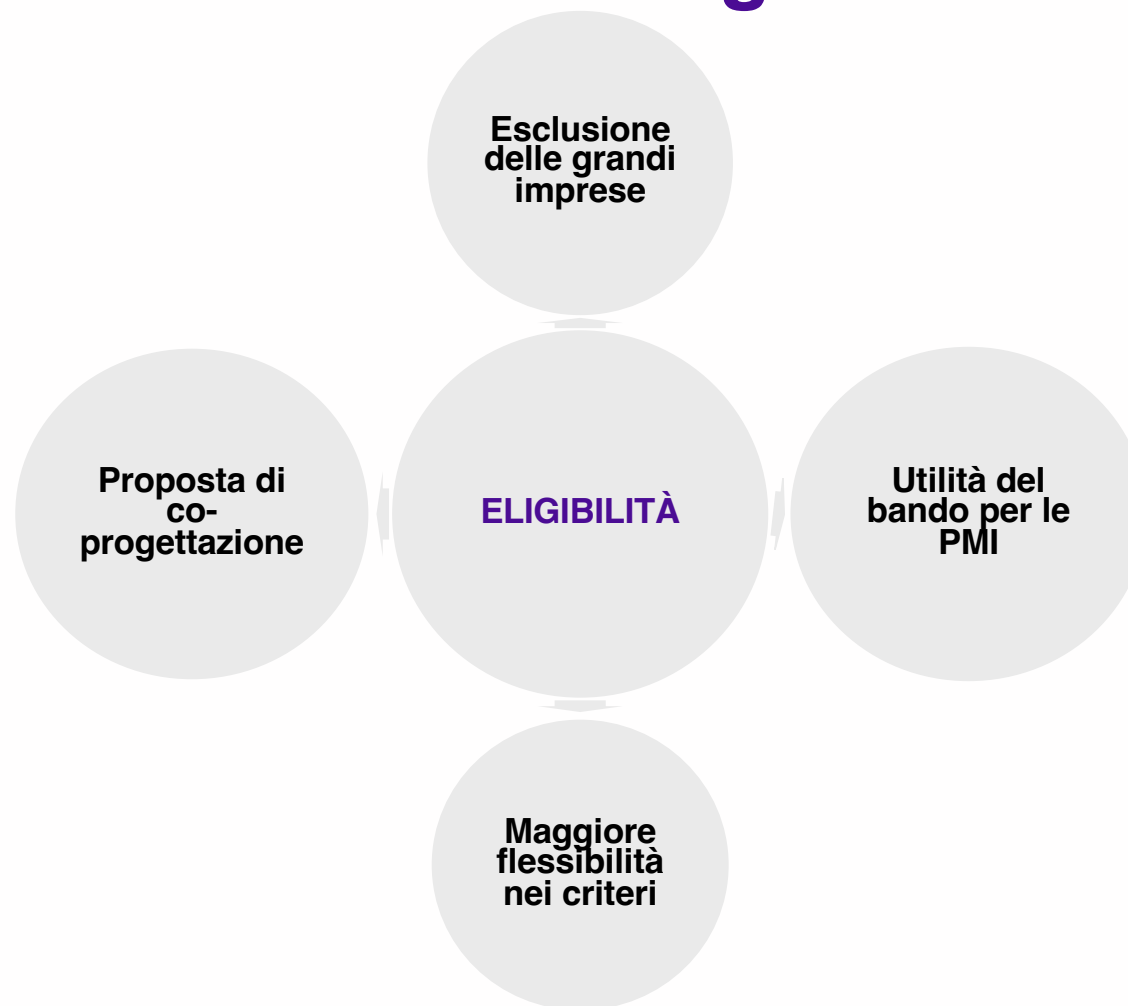 Esclusione
delle grandi
imprese
Proposta di
co-
progettazione
ELIGIBILITÀ
Utilità del
bando per le
PMI
Maggiore
flessibilità
nei criteri